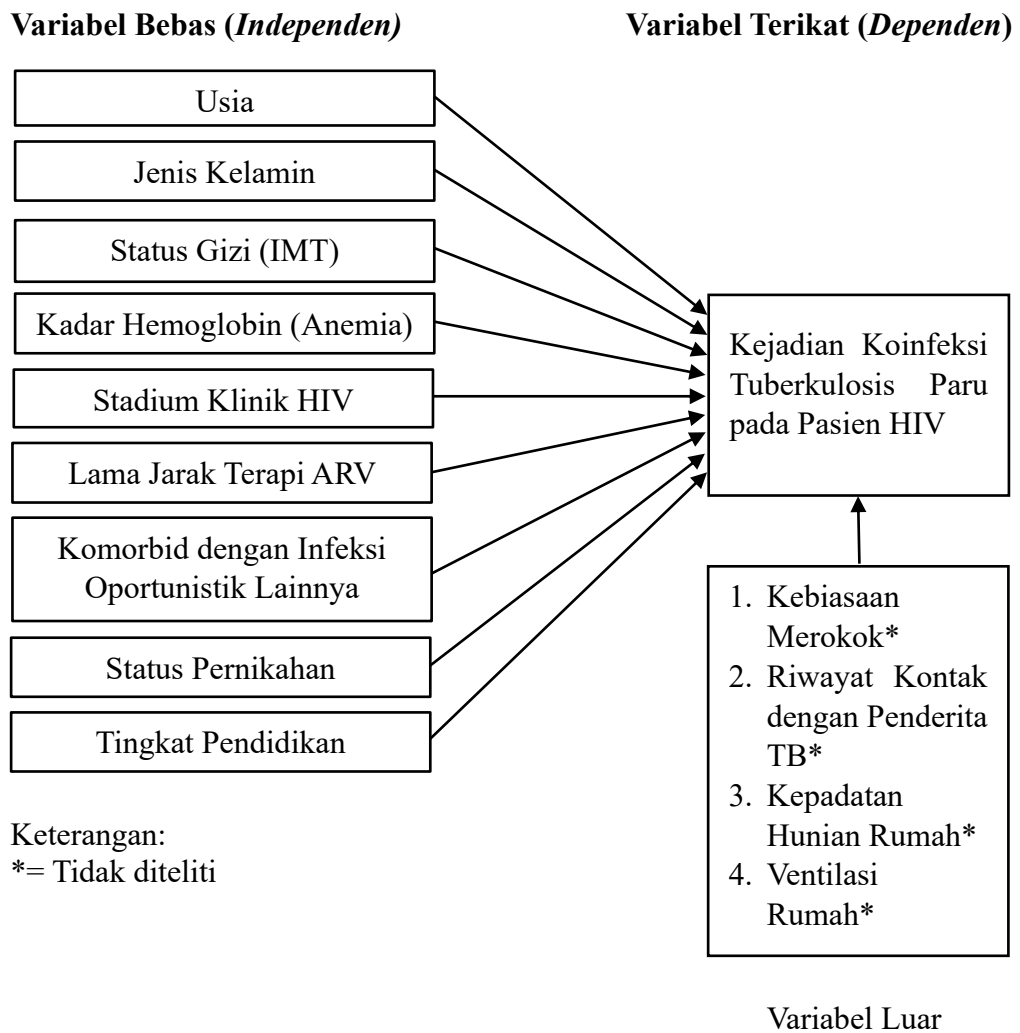 Variabel Bebas (Independen)
Variabel Terikat (Dependen)
Usia
Jenis Kelamin
Status Gizi (IMT)
Kadar Hemoglobin (Anemia)
Stadium Klinik HIV
Lama Jarak Terapi ARV
Komorbid dengan Infeksi
Oportunistik Lainnya
Status Pernikahan
Tingkat Pendidikan
Keterangan:
*= Tidak diteliti
Kejadian Koinfeksi
Tuberkulosis Paru
pada Pasien HIV
1. Kebiasaan
Merokok*
2. Riwayat Kontak
dengan Penderita
TB*
3. Kepadatan
Hunian Rumah*
4. Ventilasi
Rumah*
Variabel Luar